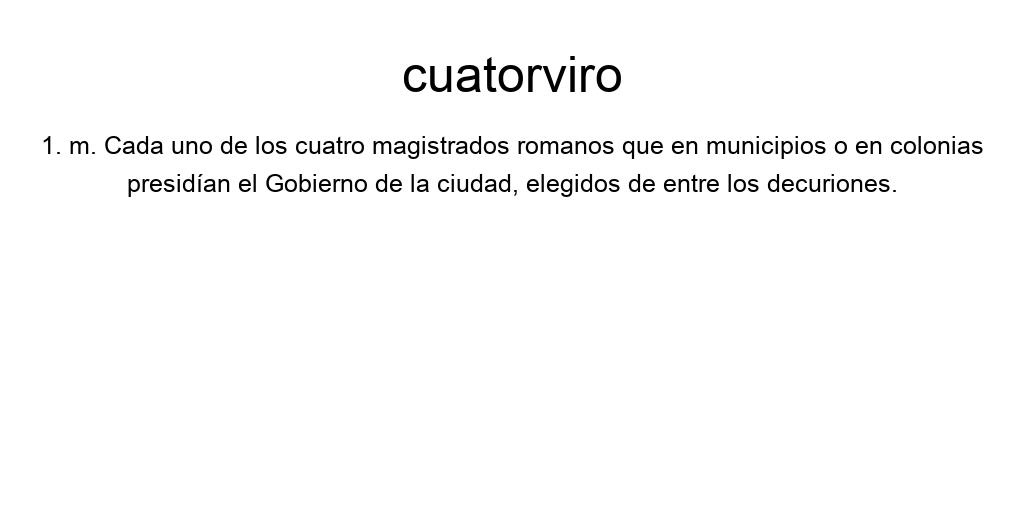 cuatorviro
1. m. Cada uno de los cuatro magistrados romanos que en municipios o en colonias
presidían el Gobierno de la ciudad, elegidos de entre los decuriones.